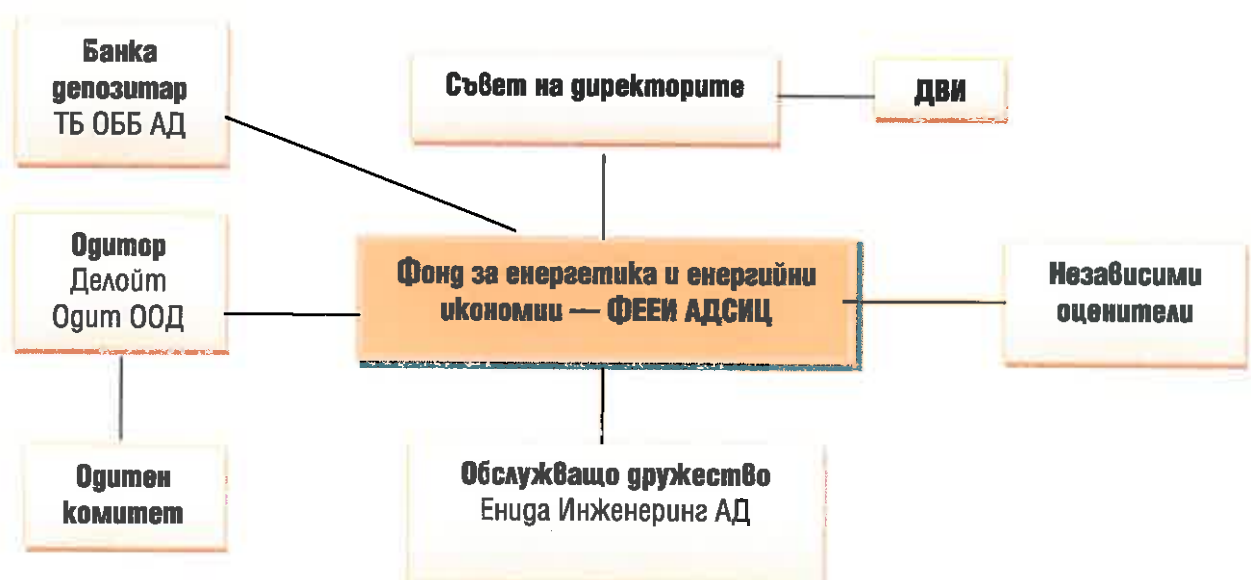 Банка
депозитар
ТБ ОББ АД
Съвет на директорите
ДВИ
Одитор
Делойт
Одит ООД
Фонд за енергетика и енергийни
икономии — ФЕЕИ АДСИЦ
Независими
оценители
Одитен
комитет
Обслужващо дружество
Енида Инженеринг АД